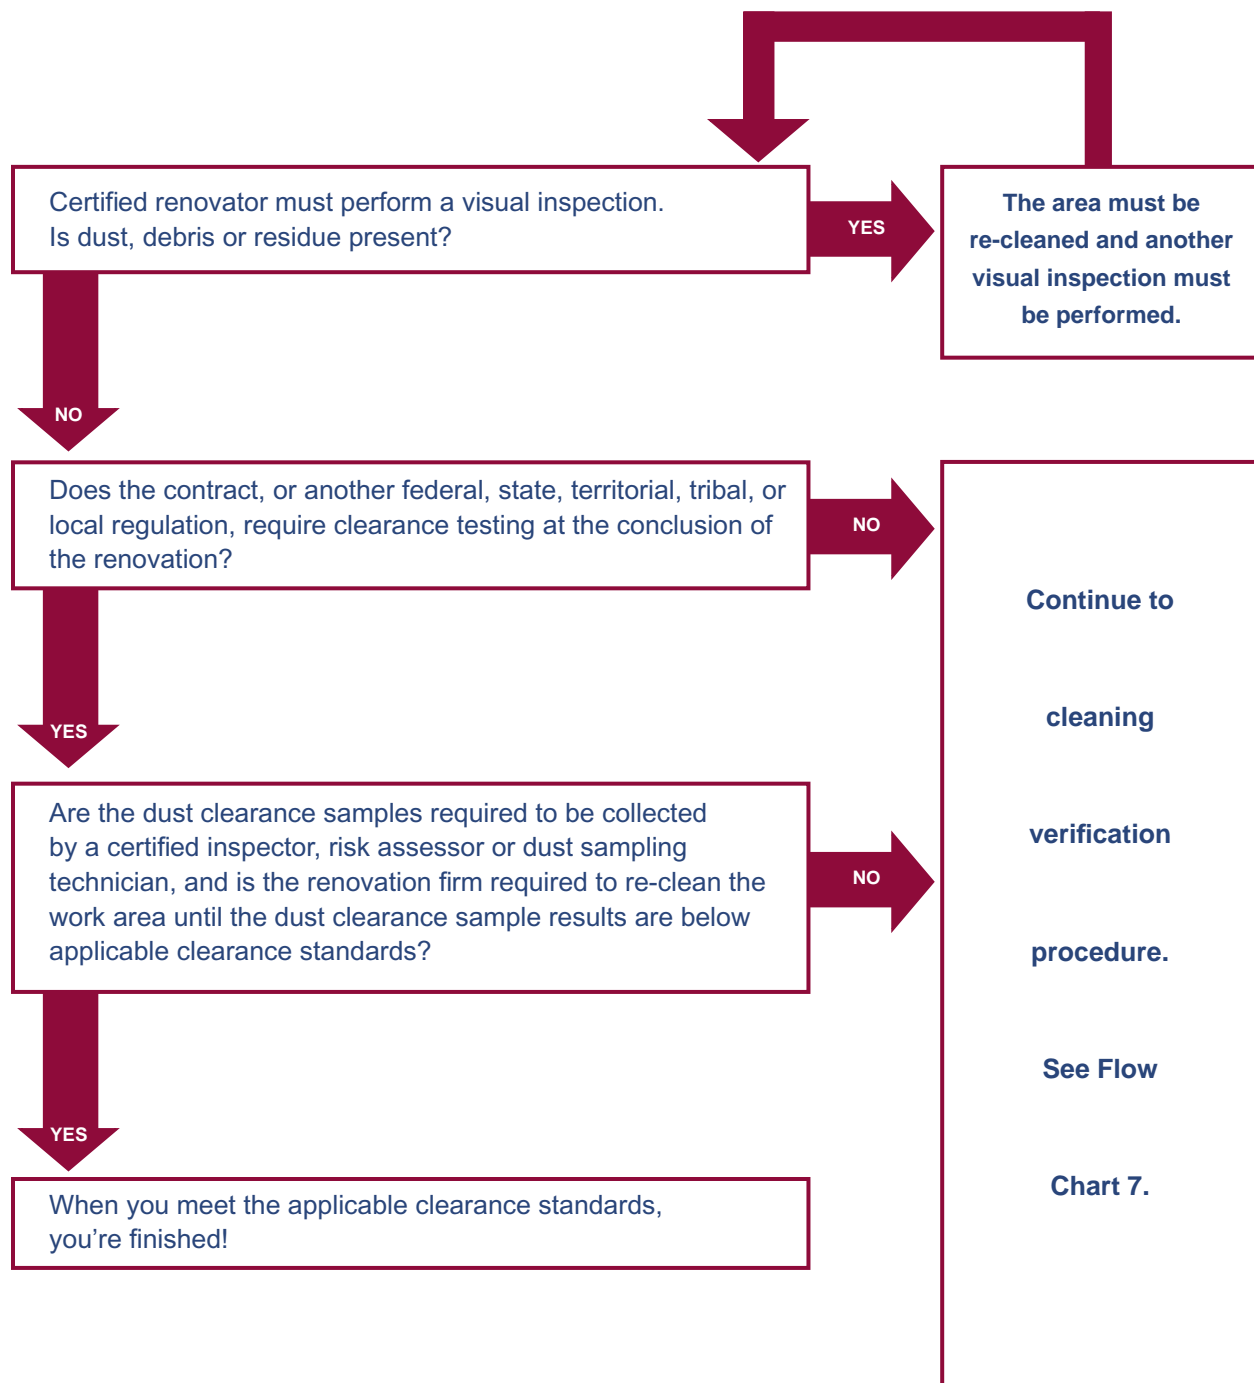 Certified renovator must perform a visual inspection.
Is dust, debris or residue present?
YES
The area must be
re-cleaned and another
visual inspection must
be performed.
NO
Does the contract, or another federal, state, territorial, tribal, or
local regulation, require clearance testing at the conclusion of
the renovation?
NO
Continue to
cleaning
verification
procedure.
See Flow
Chart 7.
YES
Are the dust clearance samples required to be collected
by a certified inspector, risk assessor or dust sampling
technician, and is the renovation firm required to re-clean the
work area until the dust clearance sample results are below
applicable clearance standards?
NO
YES
When you meet the applicable clearance standards,
you’re finished!